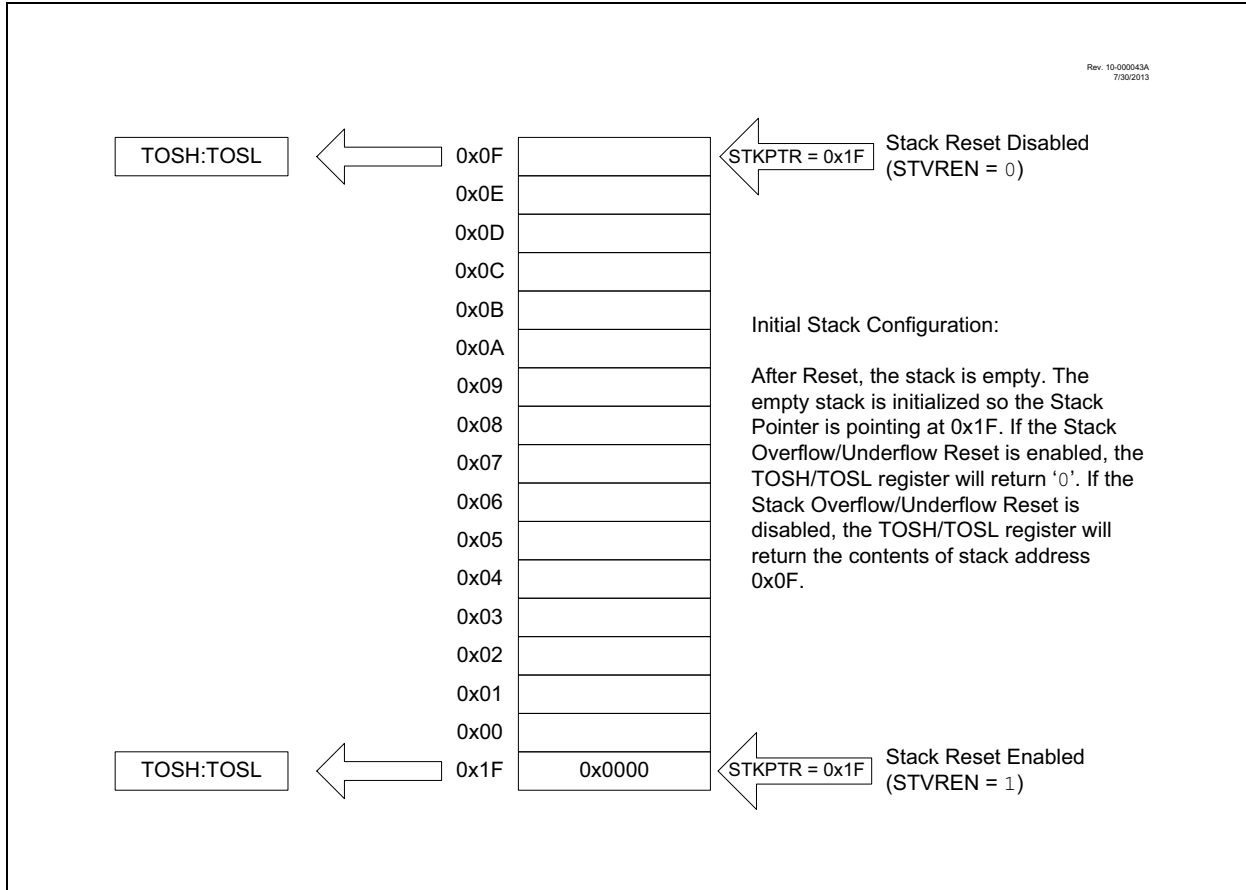 Rev. 10-000043A
7/30/2013
TOSH:TOSL
0x0F
STKPTR = 0x1F
Stack Reset Disabled
(STVREN = 0)
0x0E
0x0D
0x0C
0x0B
0x0A
0x09
0x08
0x07
0x06
0x05
0x04
0x03
0x02
0x01
0x00
Initial Stack Configuration:
After Reset, the stack is empty. The
empty stack is initialized so the Stack
Pointer is pointing at 0x1F. If the Stack
Overflow/Underflow Reset is enabled, the
TOSH/TOSL register will return ‘0’. If the
Stack Overflow/Underflow Reset is
disabled, the TOSH/TOSL register will
return the contents of stack address
0x0F.
TOSH:TOSL
0x1F
0x0000
STKPTR = 0x1F
Stack Reset Enabled
(STVREN = 1)